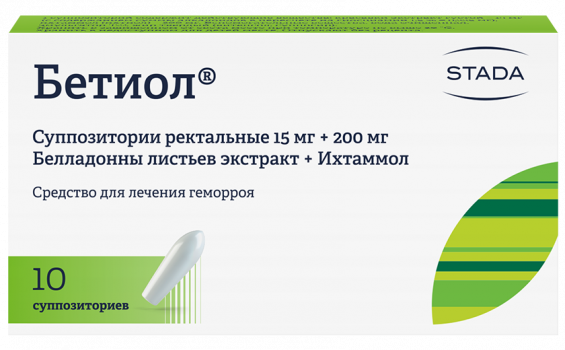 Бетиол®
STADA
Суппозитории ректальные 15 мг + 200 мг
Белладонны листьев экстракт + Ихтаммол
Средство для лечения геморроя
10
суппозиториев